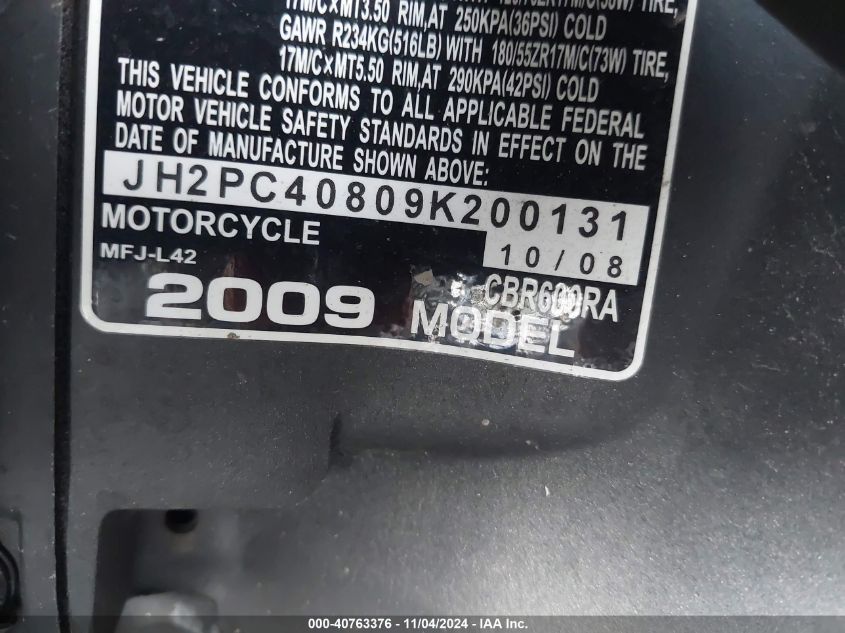 17M/C×MT3.50 RIM,AT 250KPA(36PSI) COLD
GAWR R234KG(516LB) WITH 180/55ZR17M/C(73W) TIRE,
17M/C×MT5.50 RIM,AT 290KPA(42PSI) COLD
THIS VEHICLE CONFORMS TO ALL APPLICABLE FEDERAL
MOTOR VEHICLE SAFETY STANDARDS IN EFFECT ON THE
DATE OF MANUFACTURE SHOWN ABOVE:
JH2PC40809K200131
MOTORCYCLE 10/08
MFJ-L42 CBR600RA
2009 MODEL
000-40763376 - 11/04/2024 - IAA Inc.